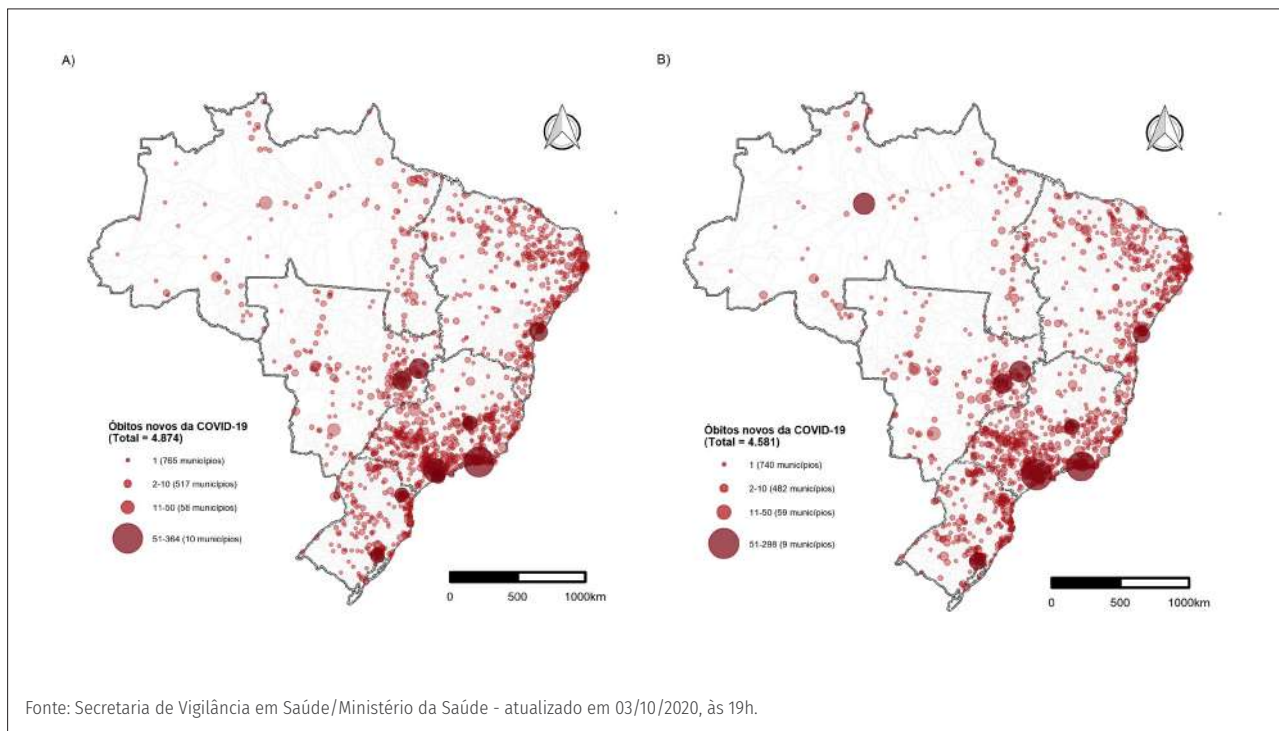 A)
Óbitos novos da COVID-19
(Total = 4.874)
1 (765 municípios)
2-10 (517 municípios)
11-50 (58 municípios)
51-364 (10 municípios)
0 500 1000km
B)
Óbitos novos da COVID-19
(Total = 4.581)
1 (740 municípios)
2-10 (482 municípios)
11-50 (59 municípios)
51-298 (9 municípios)
0 500 1000km
Fonte: Secretaria de Vigilância em Saúde/Ministério da Saúde - atualizado em 03/10/2020, às 19h.